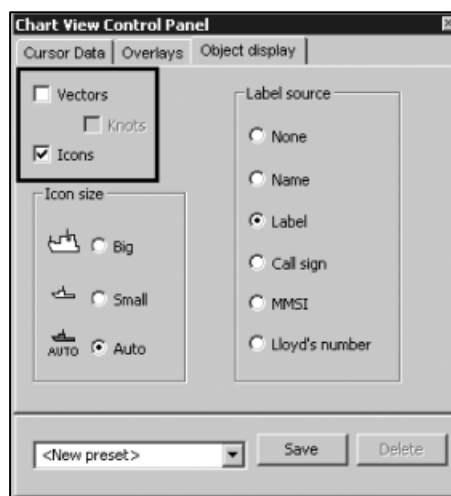 Chart View Control Panel
Cursor Data Overlays Object display
Vectors
Knots
Icons
Icon size
Big
Small
AUTO Auto
Label source
None
Name
Label
Call sign
MMSI
Lloyd's number
<New preset> Save Delete